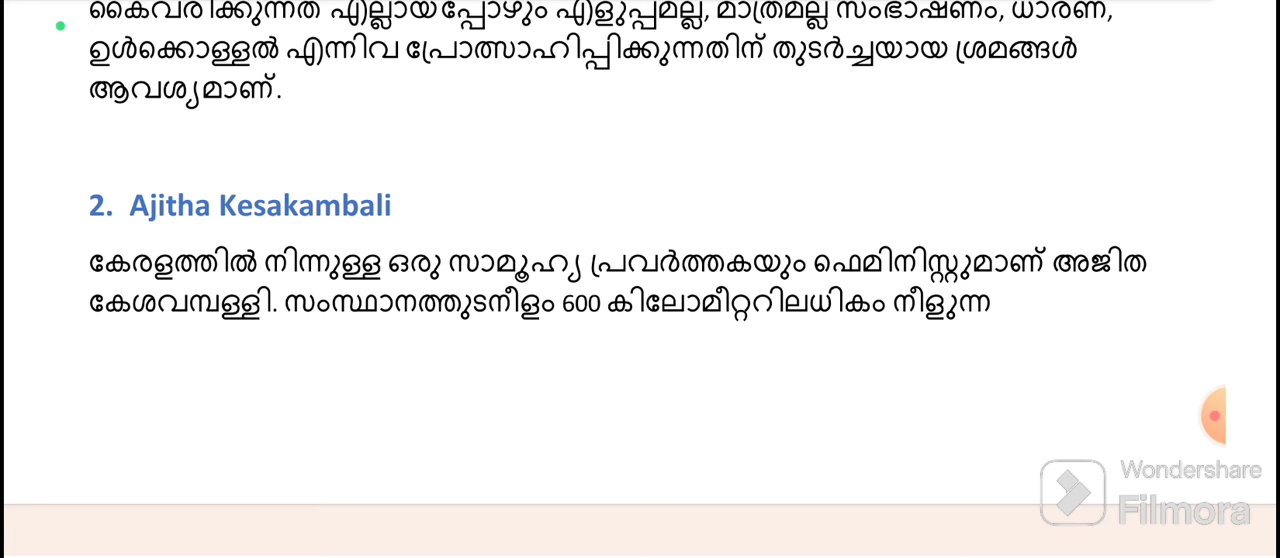 കൈവരിക്കുന്നത് എല്ലായ്പ്പോഴും എളുപ്പമല്ല, മാത്രമല്ല സംഭാഷണം, ധാരണ,
ഉൾക്കൊള്ളൽ എന്നിവ പ്രോത്സാഹിപ്പിക്കുന്നതിന് തുടർച്ചയായ ശ്രമങ്ങൾ
ആവശ്യമാണ്.
2. Ajitha Kesakambali
കേരളത്തിൽ നിന്നുള്ള ഒരു സാമൂഹ്യ പ്രവർത്തകയും ഫെമിനിസ്റ്റുമാണ് അജിത
കേശവമ്പള്ളി. സംസ്ഥാനത്തുടനീളം 600 കിലോമീറ്ററിലധികം നീളുന്ന
Wondershare
Filmora